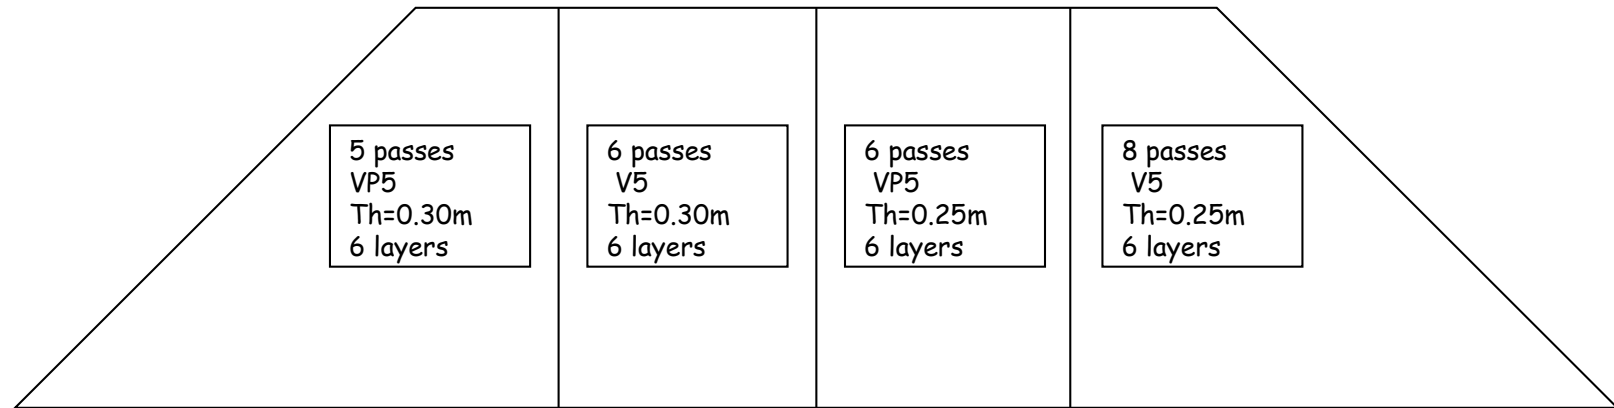 5 passes
VP5
Th=0.30m
6 layers
6 passes
V5
Th=0.30m
6 layers
6 passes
VP5
Th=0.25m
6 layers
8 passes
V5
Th=0.25m
6 layers